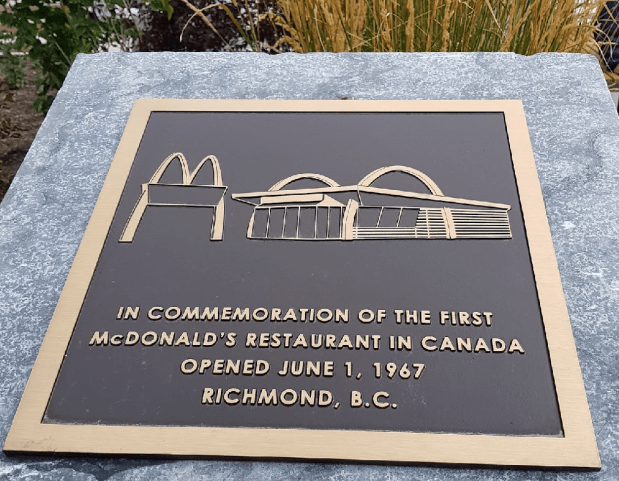 IN COMMEMORATION OF THE FIRST
McDONALD'S RESTAURANT IN CANADA
OPENED JUNE 1, 1967
RICHMOND, B.C.